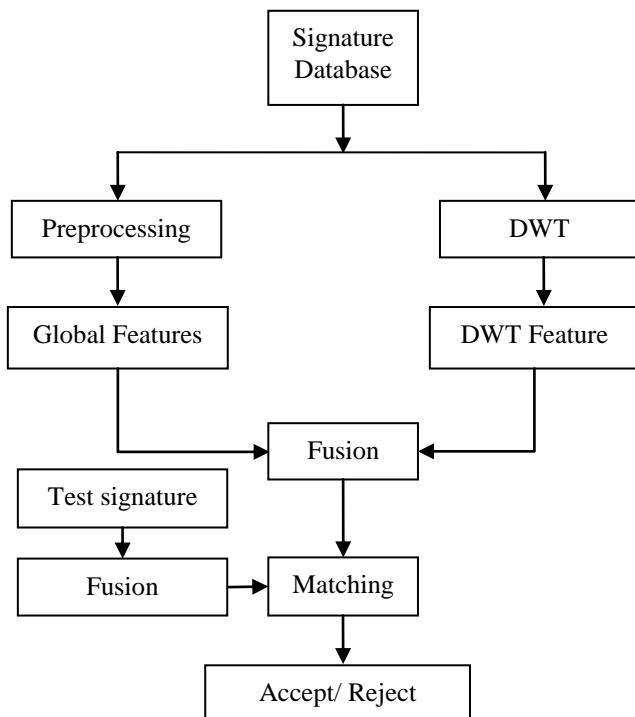 Signature
Database
Preprocessing
DWT
Global Features
DWT Feature
Fusion
Test signature
Fusion
Matching
Accept/ Reject